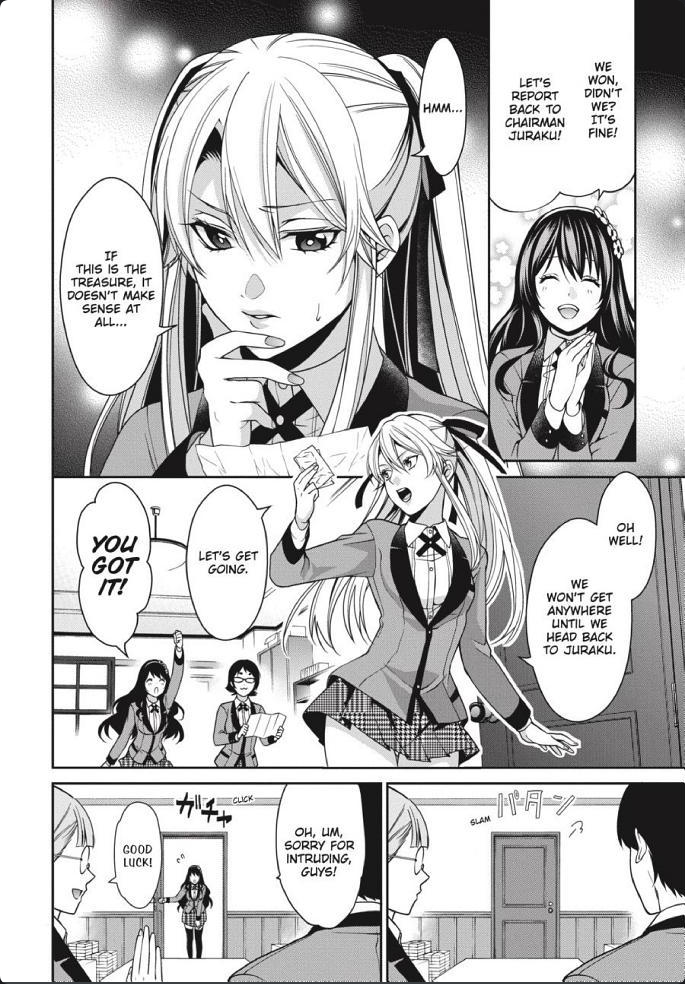 WE
WON,
DIDN'T
WE?
IT'S
FINE!
LET'S
REPORT
BACK TO
CHAIRMAN
JURAKU!
HMM...
IF
THIS IS THE
TREASURE, IT
DOESN'T MAKE
SENSE AT
ALL...
OH
WELL!
WE
WON'T GET
ANYWHERE
UNTIL WE
HEAD BACK
TO JURAKU.
LET'S GET
GOING.
YOU
GOT
IT!
バタン
SLAM
OH, UM,
SORRY FOR
INTRUDING,
GUYS!
ガチャ
CLICK
GOOD
LUCK!